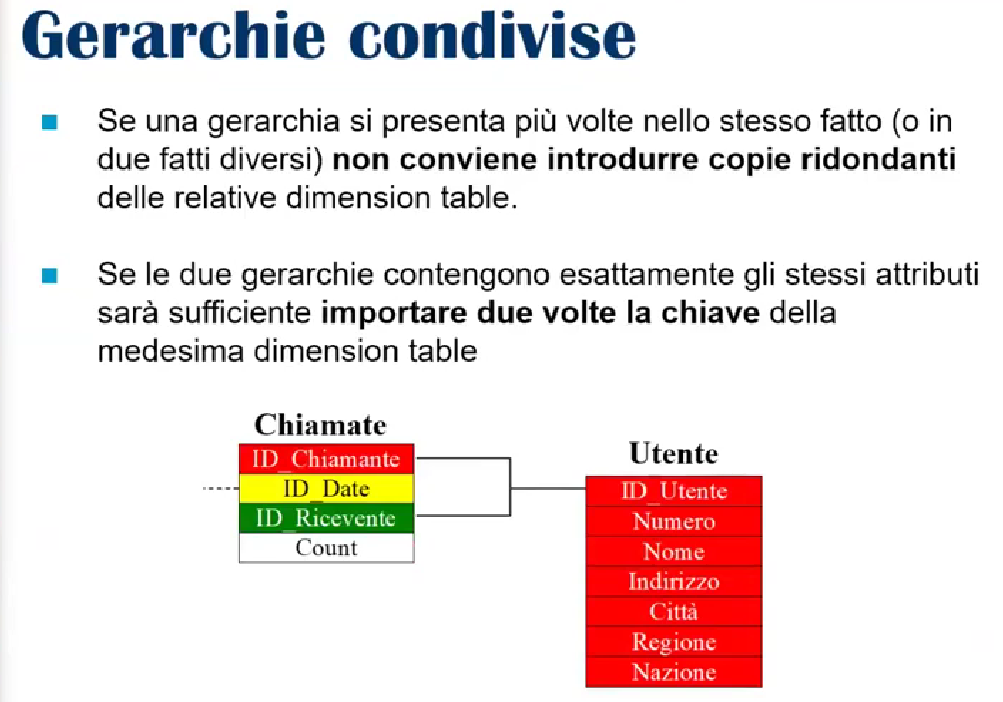 Gerarchie condivise
Se una gerarchia si presenta più volte nello stesso fatto (o in
due fatti diversi) non conviene introdurre copie ridondanti
delle relative dimension table.
Se le due gerarchie contengono esattamente gli stessi attributi
sarà sufficiente importare due volte la chiave della
medesima dimension table
Chiamate
ID_Chiamante
ID_Date
ID_Ricevente
Count
Utente
ID_Utente
Numero
Nome
Indirizzo
Città
Regione
Nazione